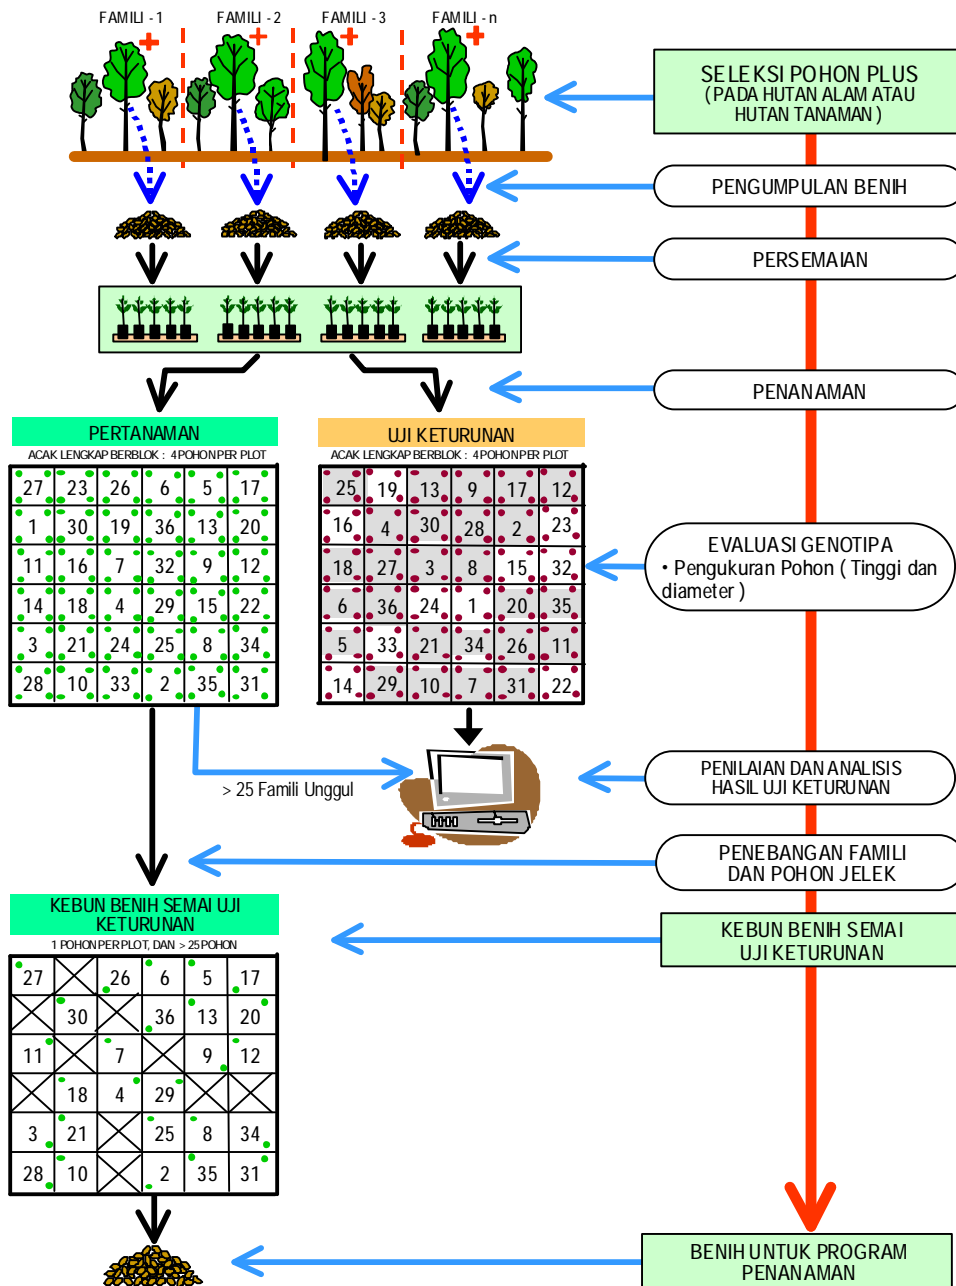 FAMILI - 1 FAMILI - 2 FAMILI - 3 FAMILI - n
SELEKSI POHON PLUS
( PADA HUTAN ALAM ATAU
HUTAN TANAMAN )
PENGUMPULAN BENIH
PERSEMAIAN
PENANAMAN
PERTANAMAN
ACAK LENGKAP BERBLOK : 4 POHON PER PLOT
27 23 26 6 5 17
1 30 19 36 13 20
11 16 7 32 9 12
14 18 4 29 15 22
3 21 24 25 8 34
28 10 33 2 35 31
UJI KETURUNAN
ACAK LENGKAP BERBLOK : 4 POHON PER PLOT
25 19 13 9 17 12
16 4 30 28 2 23
18 27 3 8 15 32
6 36 24 1 20 35
5 33 21 34 26 11
14 29 10 7 31 22
EVALUASI GENOTIPA
• Pengukuran Pohon ( Tinggi dan
diameter )
> 25 Famili Unggul
PENILAIAN DAN ANALISIS
HASIL UJI KETURUNAN
PENEBANGAN FAMILI
DAN POHON JELEK
KEBUN BENIH SEMAI UJI
KETURUNAN
1 POHON PER PLOT, DAN > 25 POHON
27 26 6 5 17
30 36 13 20
11 7 9 12
18 4 29
3 21 25 8 34
28 10 2 35 31
KEBUN BENIH SEMAI
UJI KETURUNAN
BENIH UNTUK PROGRAM
PENANAMAN